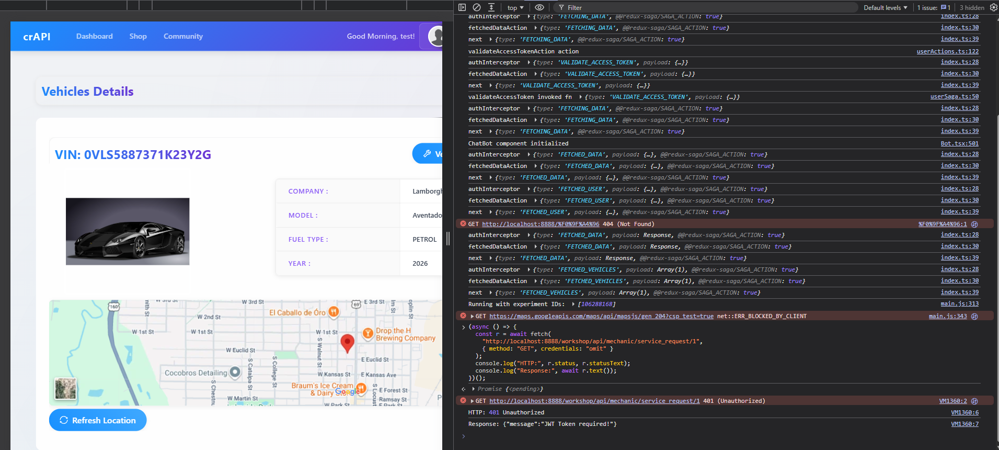 crAPI
Dashboard
Shop
Community
Good Morning, test!
Vehicles Details
VIN: 0VLS5887371K23Y2G
COMPANY :
MODEL :
FUEL TYPE :
PETROL
YEAR :
2026
160
69
W 3rd St
E 3rd St
W 2nd St
El Caballo de Óro
W 1st St
W 1st St
W 1st St
Drop the H
Brewing Company
S Walnut St
W Euclid St
E Euclid St
S Catalpa St
S College St
Cocobros Detailing
W Kansas St
E Kansas Ave
Braum's Ice Cream
& Dairy
Google
E Forest St
W Martin St
Ramsay St
W Park St
E Park St
Refresh Location
top
Filter
Default levels
1 issue:
1
3 hidden
authInterceptor {type: 'FETCHING_DATA', @@redux-saga/SAGA_ACTION: true} index.ts:28
fetchedDataAction {type: 'FETCHING_DATA', @@redux-saga/SAGA_ACTION: true} index.ts:30
next {type: 'FETCHING_DATA', @@redux-saga/SAGA_ACTION: true} index.ts:39
validateAccessTokenAction action userActions.ts:122
authInterceptor {type: 'VALIDATE_ACCESS_TOKEN', payload: {…}} index.ts:28
fetchedDataAction {type: 'VALIDATE_ACCESS_TOKEN', payload: {…}} index.ts:30
next {type: 'VALIDATE_ACCESS_TOKEN', payload: {…}} index.ts:39
validateAccessToken invoked fn {type: 'VALIDATE_ACCESS_TOKEN', payload: {…}} userSaga.ts:50
authInterceptor {type: 'FETCHING_DATA', @@redux-saga/SAGA_ACTION: true} index.ts:28
fetchedDataAction {type: 'FETCHING_DATA', @@redux-saga/SAGA_ACTION: true} index.ts:30
next {type: 'FETCHING_DATA', @@redux-saga/SAGA_ACTION: true} index.ts:39
ChatBot component initialized Bot.tsx:501
authInterceptor {type: 'FETCHED_DATA', payload: {…}, @@redux-saga/SAGA_ACTION: true} index.ts:28
fetchedDataAction {type: 'FETCHED_DATA', payload: {…}, @@redux-saga/SAGA_ACTION: true} index.ts:30
next {type: 'FETCHED_DATA', payload: {…}, @@redux-saga/SAGA_ACTION: true} index.ts:39
authInterceptor {type: 'FETCHED_USER', payload: {…}, @@redux-saga/SAGA_ACTION: true} index.ts:28
fetchedDataAction {type: 'FETCHED_USER', payload: {…}, @@redux-saga/SAGA_ACTION: true} index.ts:30
next {type: 'FETCHED_USER', payload: {…}, @@redux-saga/SAGA_ACTION: true} index.ts:39
GET http://localhost:8888/%F0%9F%A4%96 404 (Not Found) %F0%9F%A4%96:1
authInterceptor {type: 'FETCHED_DATA', payload: Response, @@redux-saga/SAGA_ACTION: true} index.ts:28
fetchedDataAction {type: 'FETCHED_DATA', payload: Response, @@redux-saga/SAGA_ACTION: true} index.ts:30
next {type: 'FETCHED_DATA', payload: Response, @@redux-saga/SAGA_ACTION: true} index.ts:39
authInterceptor {type: 'FETCHED_VEHICLES', payload: Array(1), @@redux-saga/SAGA_ACTION: true} index.ts:28
fetchedDataAction {type: 'FETCHED_VEHICLES', payload: Array(1), @@redux-saga/SAGA_ACTION: true} index.ts:30
next {type: 'FETCHED_VEHICLES', payload: Array(1), @@redux-saga/SAGA_ACTION: true} index.ts:39
Running with experiment IDs: [106288168] main.js:313
GET https://maps.googleapis.com/maps/api/mapsjs/gen_204?csp_test=true net::ERR_BLOCKED_BY_CLIENT main.js:343
(async () => {
const r = await fetch(
"http://localhost:8888/workshop/api/mechanic/service_request/1",
{ method: "GET", credentials: "omit" }
);
console.log("HTTP:", r.status, r.statusText);
console.log("Response:", await r.text());
})();
Promise {<pending>}
GET http://localhost:8888/workshop/api/mechanic/service_request/1 401 (Unauthorized) VM1360:2
HTTP: 401 Unauthorized VM1360:6
Response: {"message":"JWT Token required!"} VM1360:7